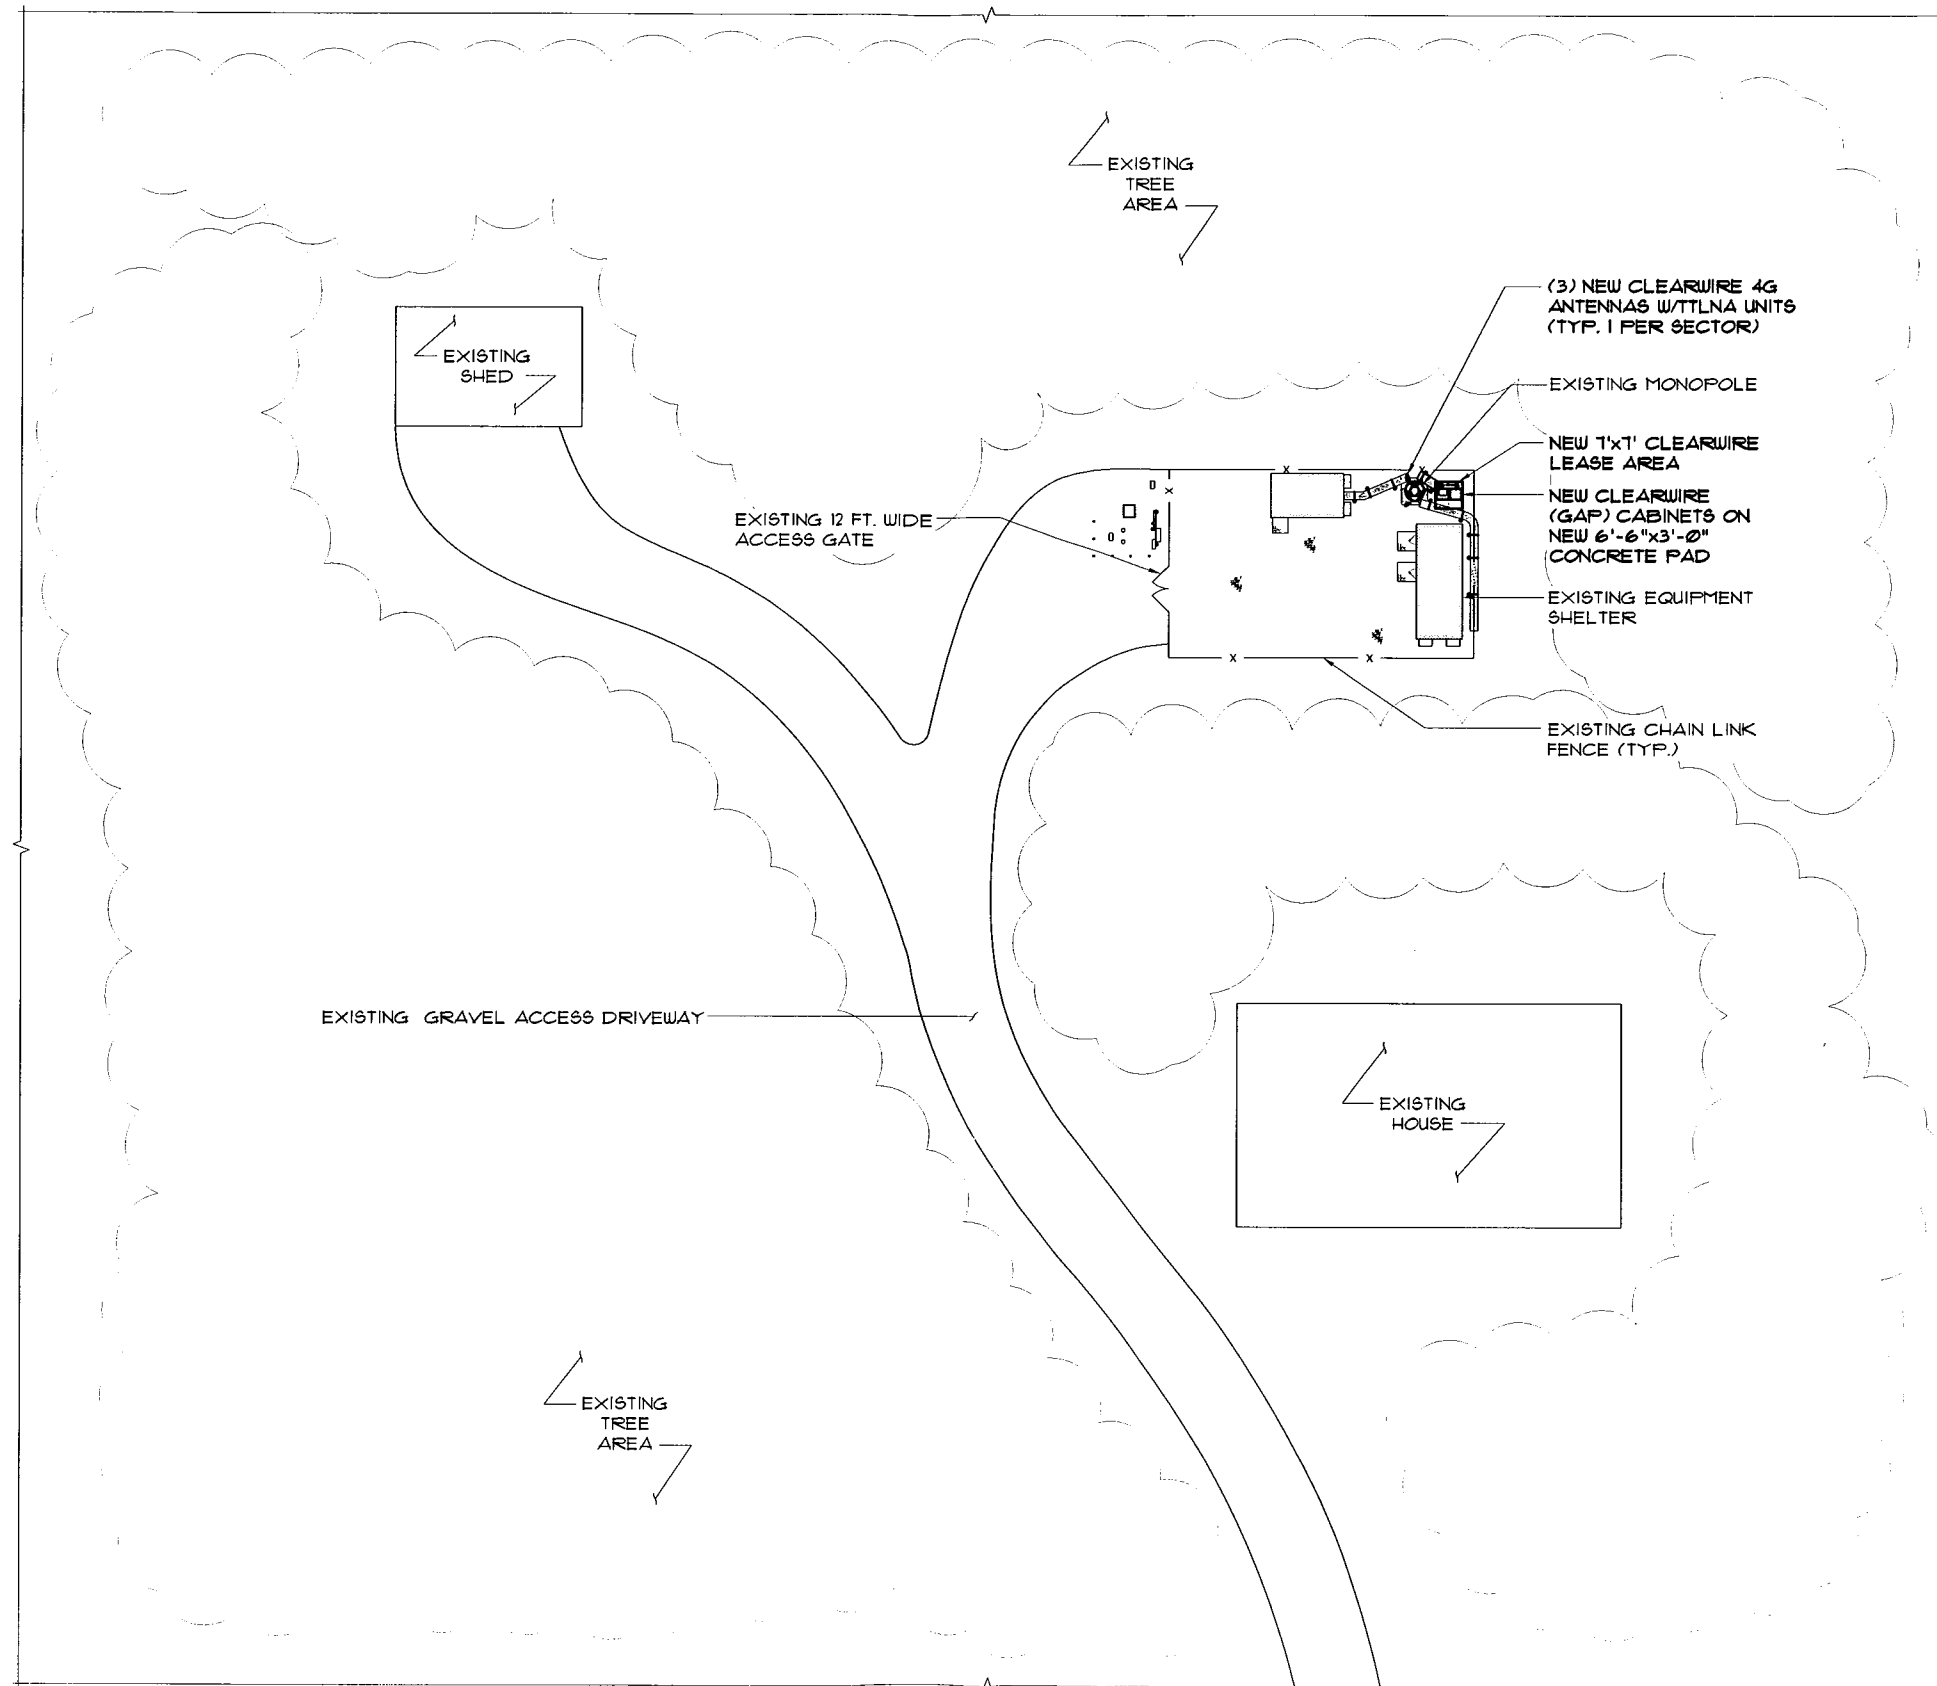 EXISTING
TREE
AREA
(3) NEW CLEARWIRE 4G
ANTENNAS W/TTLNA UNITS
(TYP. 1 PER SECTOR)
EXISTING
SHED
EXISTING MONOPOLE
NEW 7'x7' CLEARWIRE
LEASE AREA
NEW CLEARWIRE
(GAP) CABINETS ON
NEW 6'-6"x3'-0"
CONCRETE PAD
EXISTING 12 FT. WIDE
ACCESS GATE
EXISTING EQUIPMENT
SHELTER
EXISTING CHAIN LINK
FENCE (TYP.)
EXISTING GRAVEL ACCESS DRIVEWAY
EXISTING
HOUSE
EXISTING
TREE
AREA